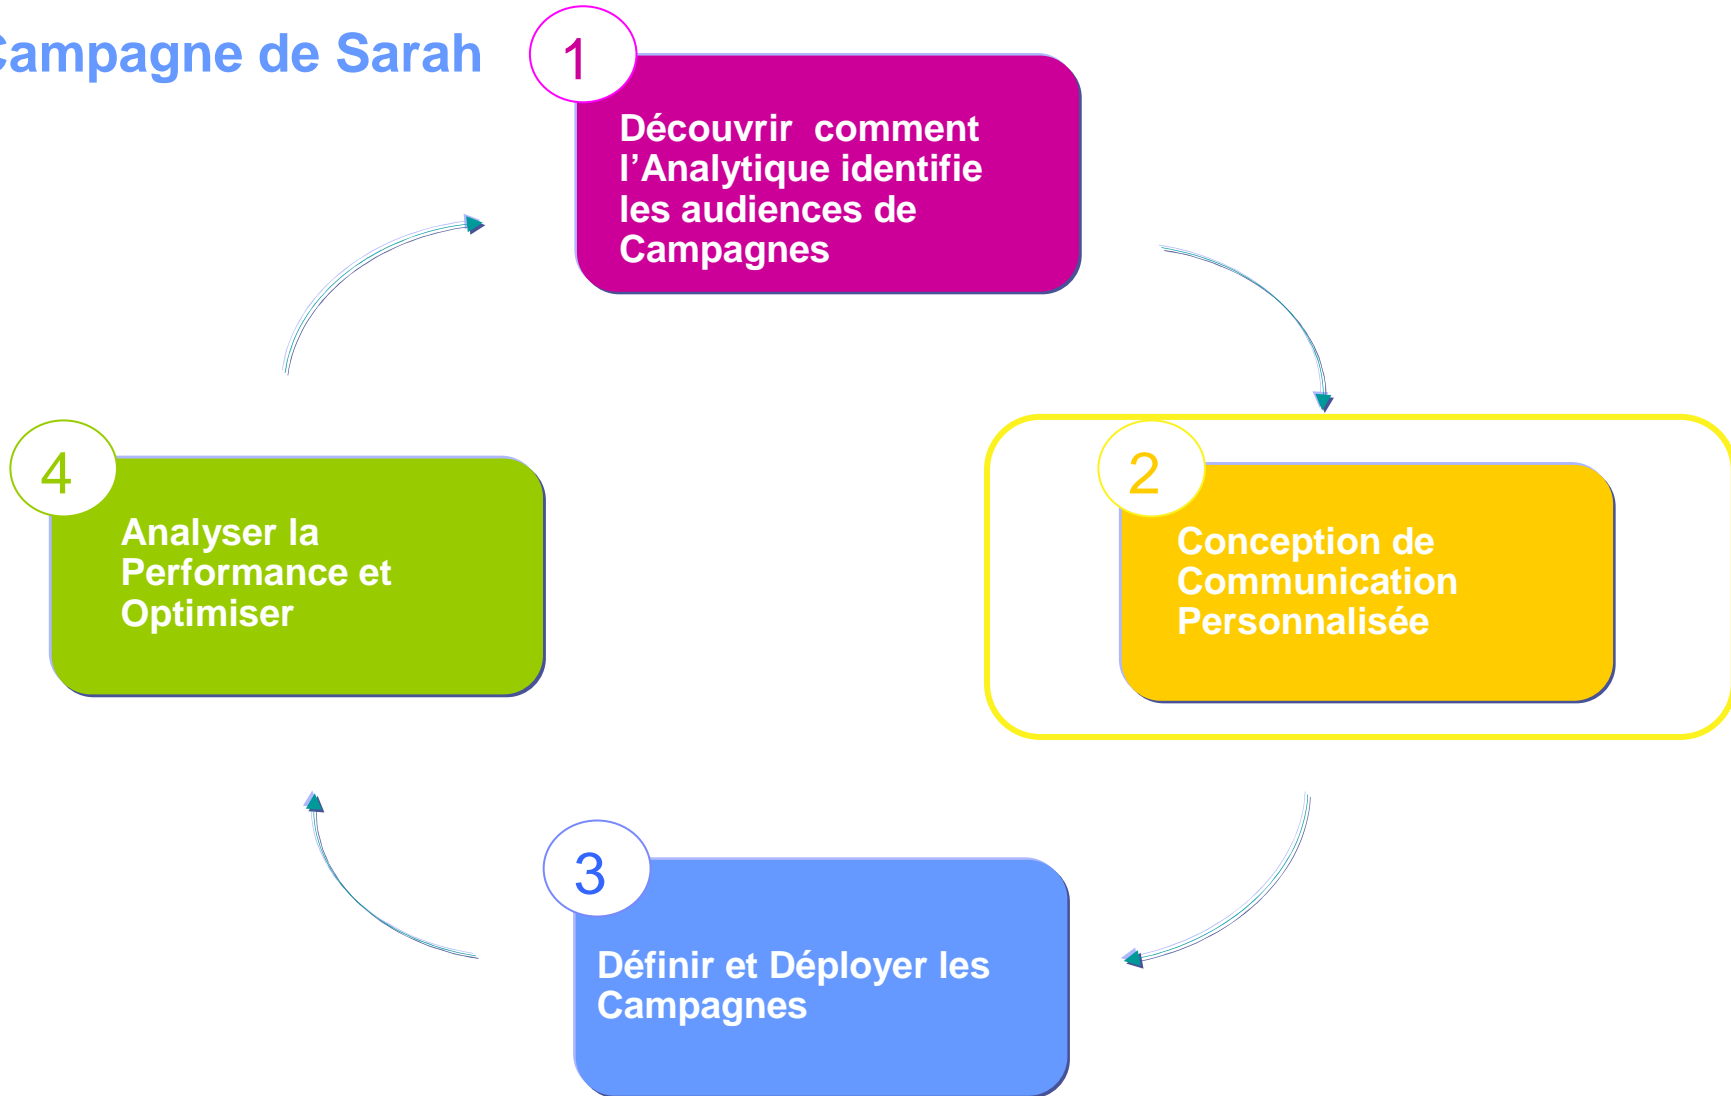 Campagne de Sarah
1
Découvrir comment
l’Analytique identifie
les audiences de
Campagnes
2
Conception de
Communication
Personnalisée
3
Définir et Déployer les
Campagnes
4
Analyser la
Performance et
Optimiser